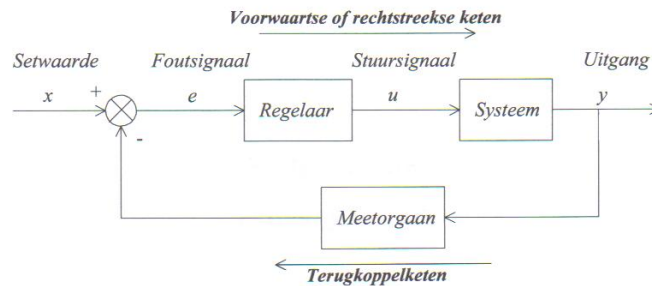 Voorwaartse of rechtstreekse keten
Setwaarde Foutsignaal Stuursignaal Uitgang
x + e Regelaar u Systeem y
-
Meetorgaan
Terugkoppelketen